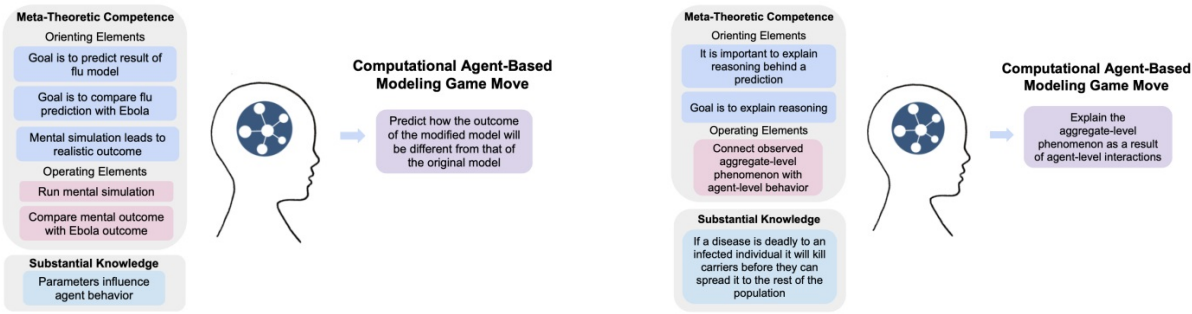 Meta-Theoretic Competence
Orienting Elements
Goal is to predict result of
flu model
Goal is to compare flu
prediction with Ebola
Mental simulation leads to
realistic outcome
Operating Elements
Run mental simulation
Compare mental outcome
with Ebola outcome
Substantial Knowledge
Parameters influence
agent behavior
Computational Agent-Based
Modeling Game Move
Predict how the outcome
of the modified model will
be different from that of
the original model
Meta-Theoretic Competence
Orienting Elements
It is important to explain
reasoning behind a
prediction
Goal is to explain reasoning
Operating Elements
Connect observed
aggregate-level
phenomenon with
agent-level behavior
Substantial Knowledge
If a disease is deadly to an
infected individual it will kill
carriers before they can
spread it to the rest of the
population
Computational Agent-Based
Modeling Game Move
Explain the
aggregate-level
phenomenon as a result
of agent-level interactions